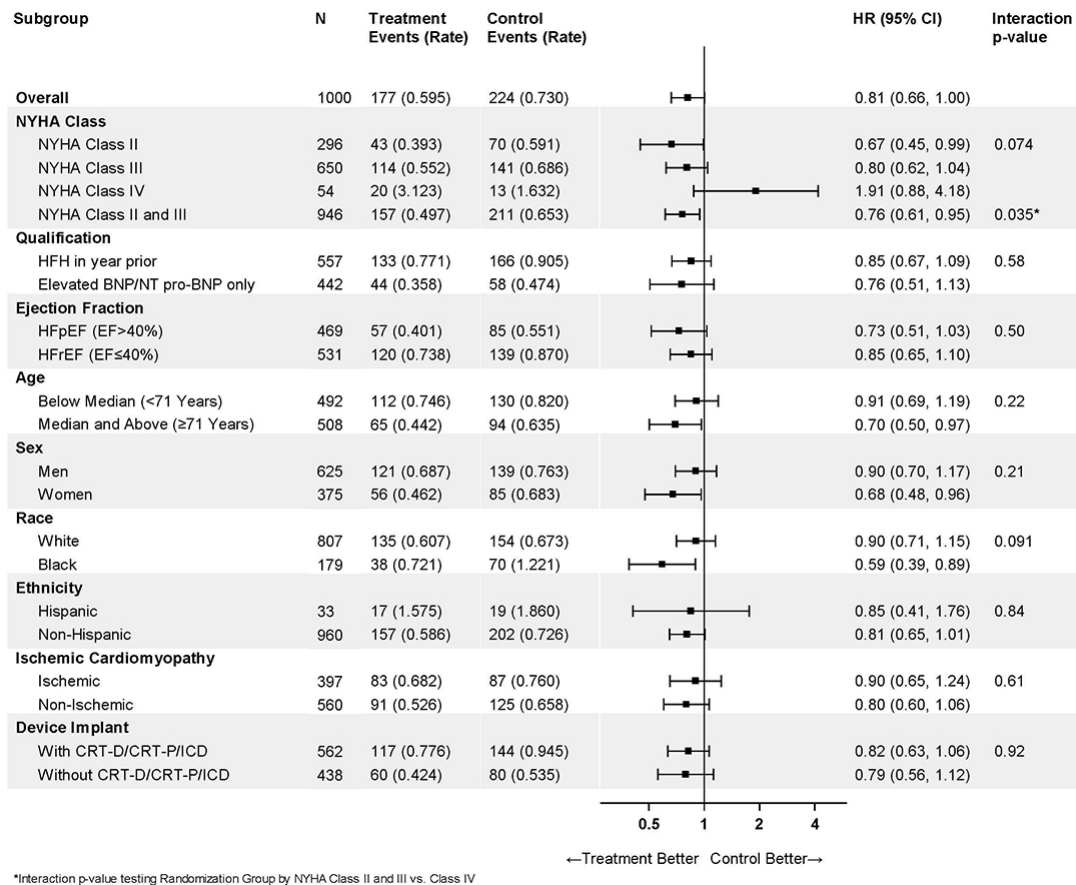 Subgroup N Treatment Events (Rate) Control Events (Rate) HR (95% CI) Interaction p-value
Overall 1000 177 (0.595) 224 (0.730) 0.81 (0.66, 1.00)
NYHA Class
NYHA Class II 296 43 (0.393) 70 (0.591) 0.67 (0.45, 0.99) 0.074
NYHA Class III 650 114 (0.552) 141 (0.686) 0.80 (0.62, 1.04)
NYHA Class IV 54 20 (3.123) 13 (1.632) 1.91 (0.88, 4.18)
NYHA Class II and III 946 157 (0.497) 211 (0.653) 0.76 (0.61, 0.95) 0.035*
Qualification
HFH in year prior 557 133 (0.771) 166 (0.905) 0.85 (0.67, 1.09) 0.58
Elevated BNP/NT pro-BNP only 442 44 (0.358) 58 (0.474) 0.76 (0.51, 1.13)
Ejection Fraction
HFpEF (EF>40%) 469 57 (0.401) 85 (0.551) 0.73 (0.51, 1.03) 0.50
HFrEF (EF≤40%) 531 120 (0.738) 139 (0.870) 0.85 (0.65, 1.10)
Age
Below Median (<71 Years) 492 112 (0.746) 130 (0.820) 0.91 (0.69, 1.19) 0.22
Median and Above (≥71 Years) 508 65 (0.442) 94 (0.635) 0.70 (0.50, 0.97)
Sex
Men 625 121 (0.687) 139 (0.763) 0.90 (0.70, 1.17) 0.21
Women 375 56 (0.462) 85 (0.683) 0.68 (0.48, 0.96)
Race
White 807 135 (0.607) 154 (0.673) 0.90 (0.71, 1.15) 0.091
Black 179 38 (0.721) 70 (1.221) 0.59 (0.39, 0.89)
Ethnicity
Hispanic 33 17 (1.575) 19 (1.860) 0.85 (0.41, 1.76) 0.84
Non-Hispanic 960 157 (0.586) 202 (0.726) 0.81 (0.65, 1.01)
Ischemic Cardiomyopathy
Ischemic 397 83 (0.682) 87 (0.760) 0.90 (0.65, 1.24) 0.61
Non-Ischemic 560 91 (0.526) 125 (0.658) 0.80 (0.60, 1.06)
Device Implant
With CRT-D/CRT-P/ICD 562 117 (0.776) 144 (0.945) 0.82 (0.63, 1.06) 0.92
Without CRT-D/CRT-P/ICD 438 60 (0.424) 80 (0.535) 0.79 (0.56, 1.12)
0.5 1 2 4
←Treatment Better Control Better→
*Interaction p-value testing Randomization Group by NYHA Class II and III vs. Class IV